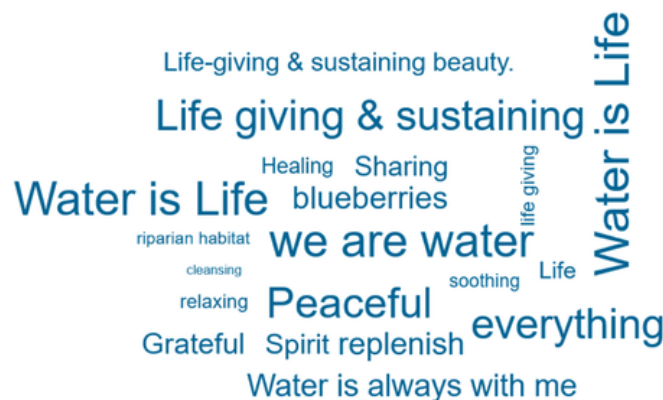 Life-giving & sustaining beauty.
Life giving & sustaining
Water is Life
Healing
Sharing
life giving
Water is Life
blueberries
riparian habitat
we are water
cleansing
soothing
Life
relaxing
Peaceful
everything
Grateful
Spirit replenish
Water is always with me